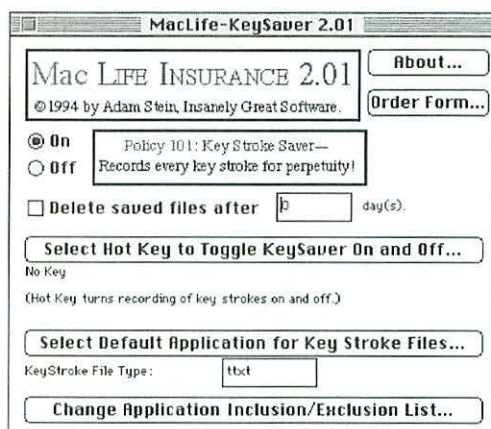 MacLife-KeySaver 2.01
Mac LIFE INSURANCE 2.01
©1994 by Adam Stein, Insanely Great Software.
About...
Order Form...
On
Off
Policy 101: Key Stroke Saver—
Records every key stroke for perpetuity!
Delete saved files after 0 day(s).
Select Hot Key to Toggle KeySaver On and Off...
No Key
(Hot Key turns recording of key strokes on and off.)
Select Default Application for Key Stroke Files...
KeyStroke File Type: ttxt
Change Application Inclusion/Exclusion List...